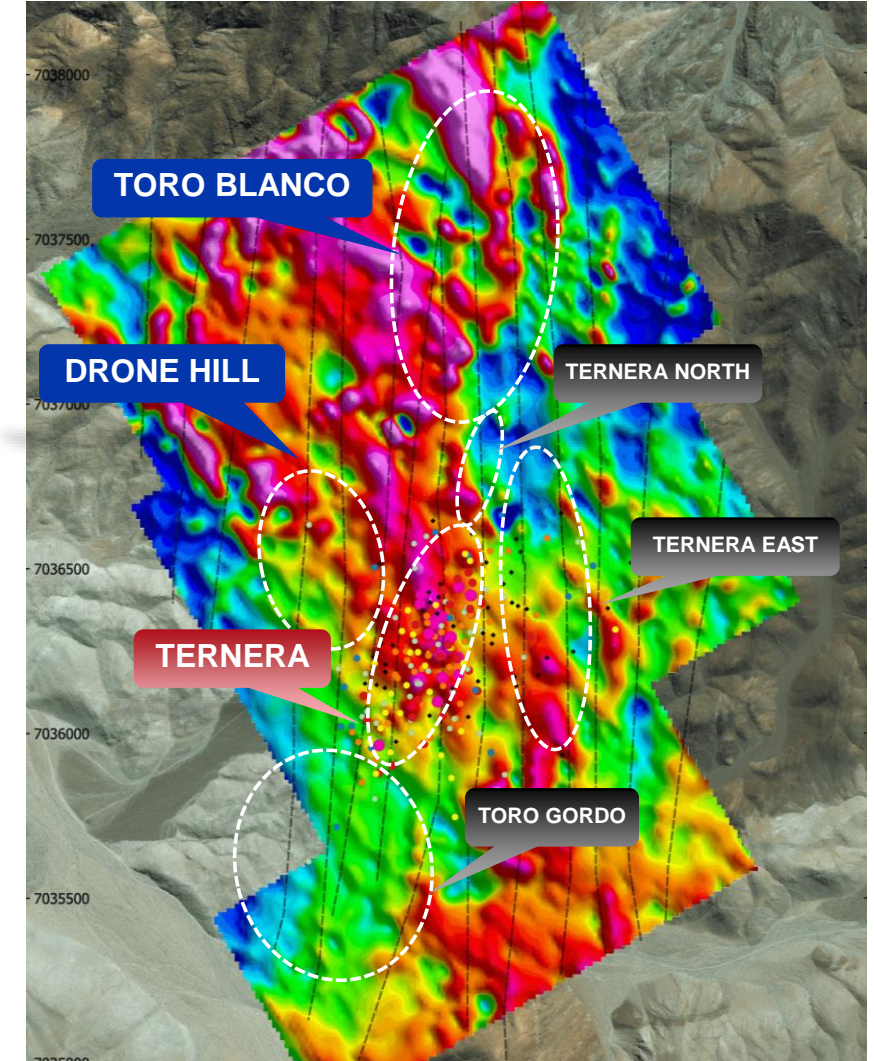 7038000
TORO BLANCO
7037500
DRONE HILL
TERNERA NORTH
7037000
TERNERA EAST
7036500
TERNERA
7036000
TORO GORDO
7035500